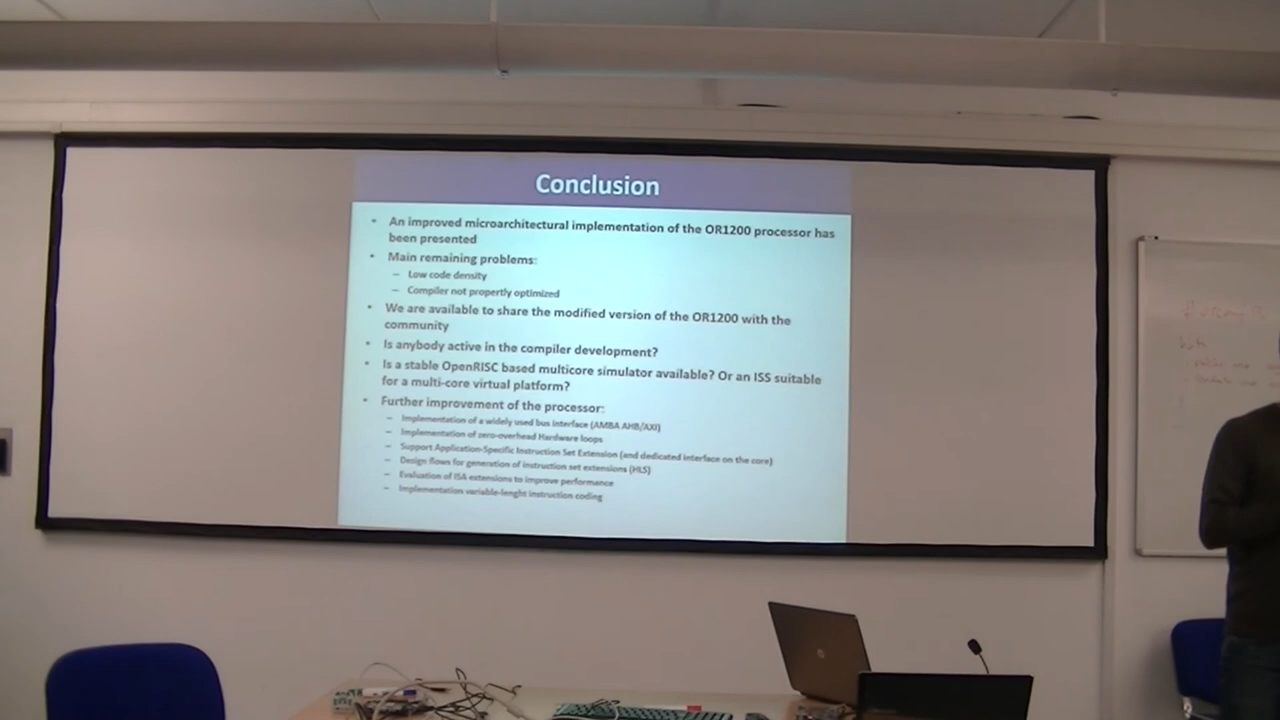 Conclusion
• An improved microarchitectural implementation of the OR1200 processor has
been presented
• Main remaining problems:
– Low code density
– Compiler not propertly optimized
• We are available to share the modified version of the OR1200 with the
community
• Is anybody active in the compiler development?
• Is a stable OpenRISC based multicore simulator available? Or an ISS suitable
for a multi-core virtual platform?
• Further improvement of the processor:
– Implementation of a widely used bus interface (AMBA AHB/AXI)
– Implementation of zero-overhead Hardware loops
– Support Application-Specific Instruction Set Extension (and dedicated interface on the core)
– Design flows for generation of instruction set extensions (HLS)
– Evaluation of ISA extensions to improve performance
– Implementation variable-lenght instruction coding